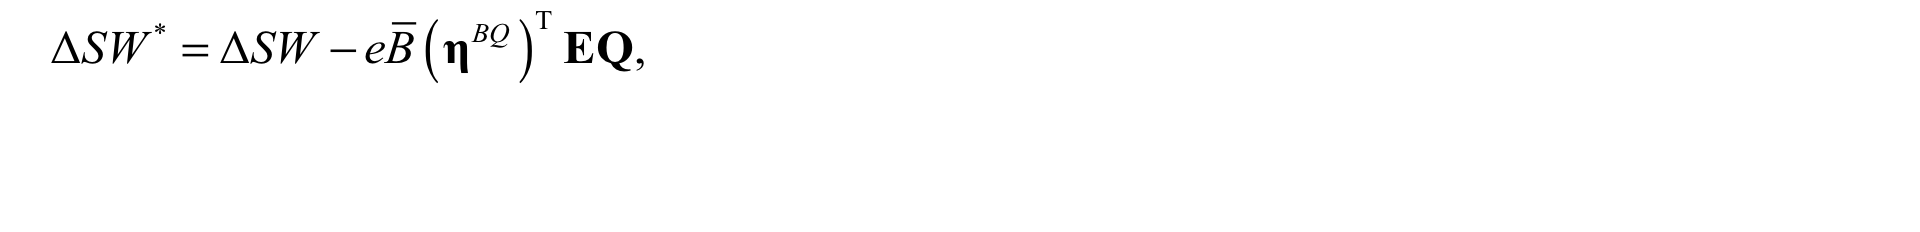 ΔSW* = ΔSW − eB̅(𝛈^{BQ})^T 𝐄𝐐,